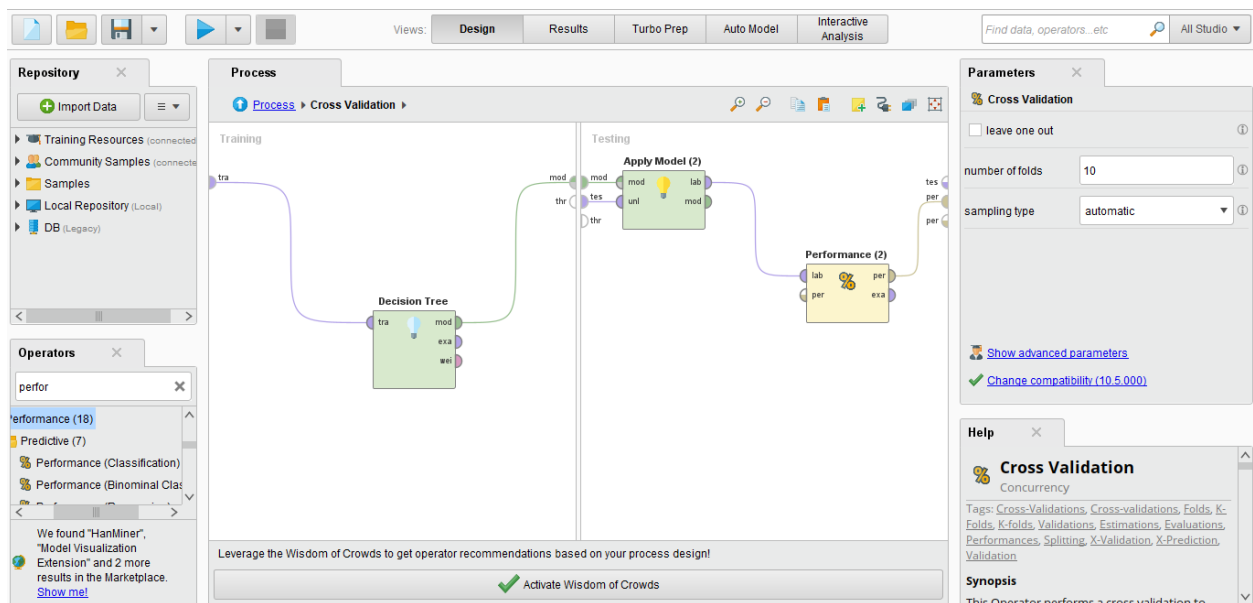 Views:
Design
Results
Turbo Prep
Auto Model
Interactive
Analysis
Find data, operators...etc
All Studio
Repository
Import Data
Training Resources (connected
Community Samples (connecte
Samples
Local Repository (Local)
DB (Legacy)
Operators
perfor
erformance (18)
Predictive (7)
Performance (Classification)
Performance (Binominal Clas
We found "HanMiner",
"Model Visualization
Extension" and 2 more
results in the Marketplace.
Show me!
Process
Process Cross Validation
Training
tra
Decision Tree
tra mod
exa
wei
mod
thr
Testing
mod
tes
thr
Apply Model (2)
mod lab
unl mod
Performance (2)
lab per
per exa
tes
per
per
Leverage the Wisdom of Crowds to get operator recommendations based on your process design!
Activate Wisdom of Crowds
Parameters
Cross Validation
leave one out
number of folds 10
sampling type automatic
Show advanced parameters
Change compatibility (10.5.000)
Help
Cross Validation
Concurrency
Tags: Cross-Validations, Cross-validations, Folds, K-
Folds, K-folds, Validations, Estimations, Evaluations,
Performances, Splitting, X-Validation, X-Prediction,
Validation
Synopsis
This Operator performs a cross validation to